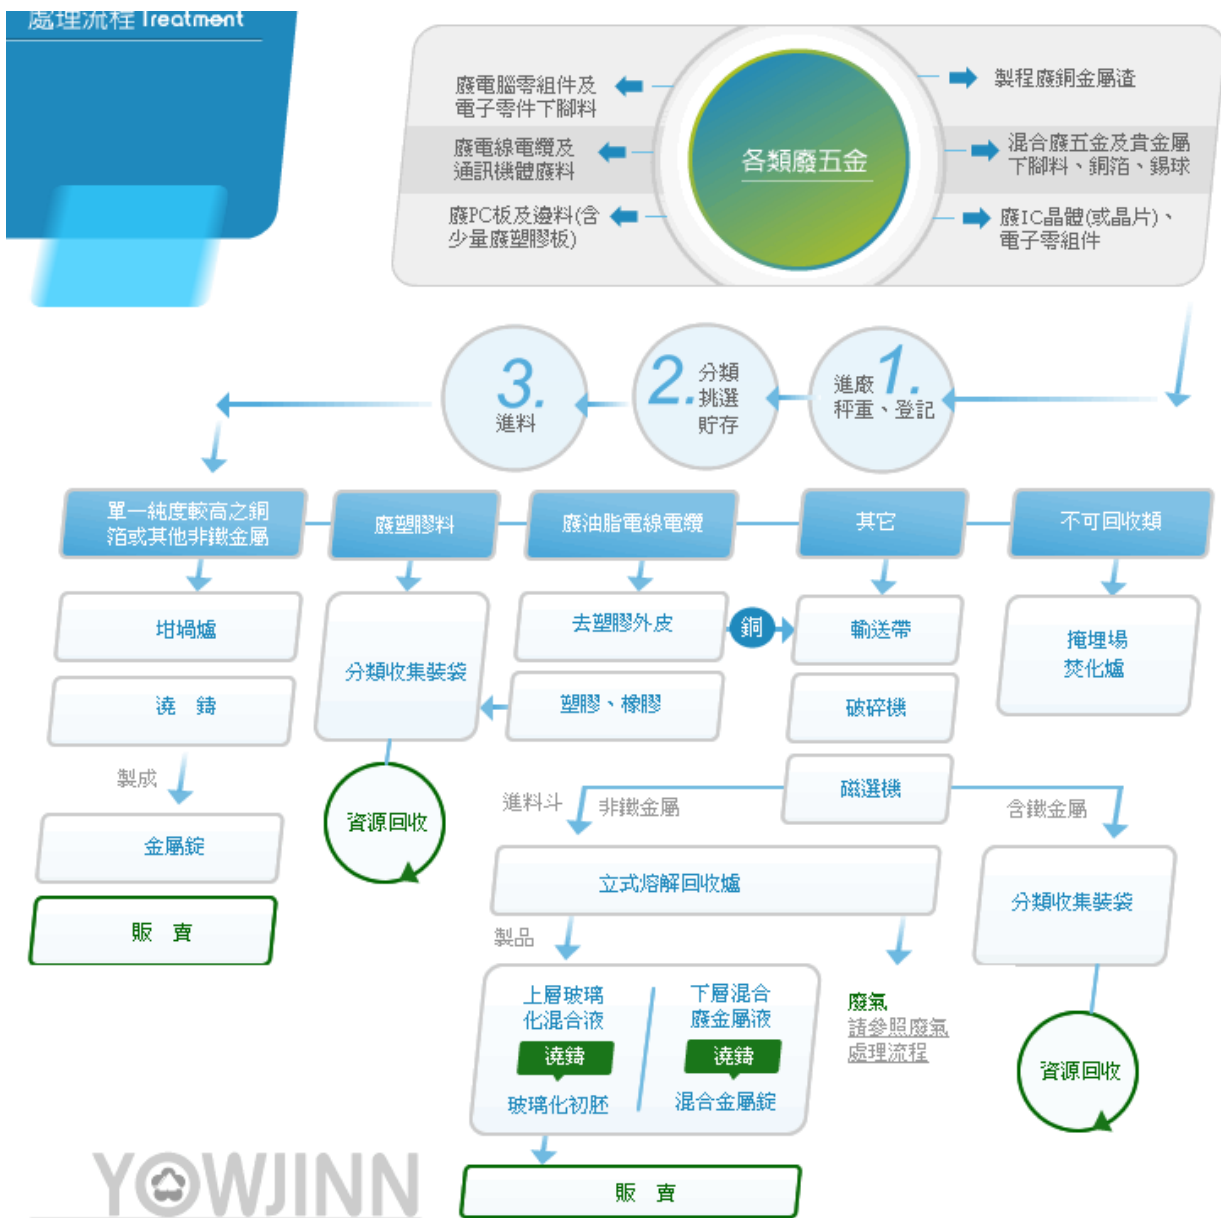 處理流程 Treatment
廢電腦零組件及
電子零件下腳料
廢電線電纜及
通訊機體廢料
廢PC板及邊料(含
少量廢塑膠板)
各類廢五金
製程廢銅金屬渣
混合廢五金及貴金屬
下腳料、銅箔、錫球
廢IC晶體(或晶片)、
電子零組件
1.
進廠
秤重、登記
2.
分類
挑選
貯存
3.
進料
單一純度較高之銅
箔或其他非鐵金屬
廢塑膠料
廢油脂電線電纜
其它
不可回收類
坩堝爐
澆 鑄
製成
金屬錠
販 賣
分類收集裝袋
資源回收
去塑膠外皮
銅
塑膠、橡膠
輸送帶
破碎機
磁選機
掩埋場
焚化爐
進料斗
非鐵金屬
含鐵金屬
立式熔解回收爐
分類收集裝袋
資源回收
製品
上層玻璃
化混合液
澆鑄
玻璃化初胚
下層混合
廢金屬液
澆鑄
混合金屬錠
廢氣
請參照廢氣
處理流程
販 賣
YOWJINN